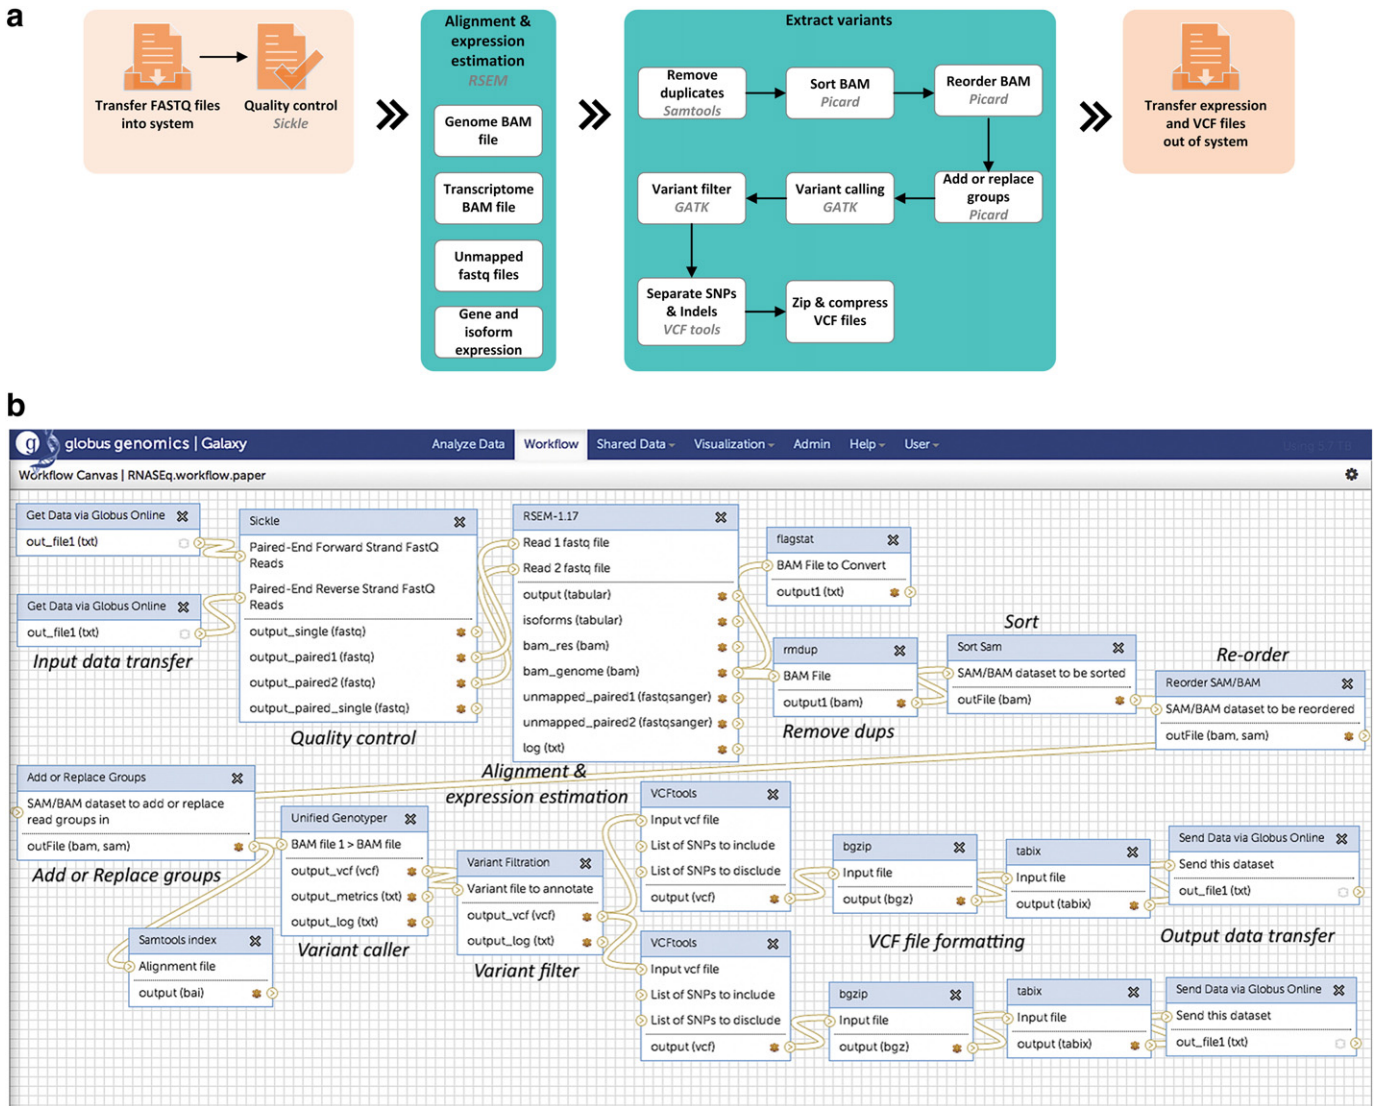 a
Transfer FASTQ files
into system
Quality control
Sickle
Alignment &
expression
estimation
RSEM
Genome BAM
file
Transcriptome
BAM file
Unmapped
fastq files
Gene and
isoform
expression
Extract variants
Remove
duplicates
Samtools
Sort BAM
Picard
Reorder BAM
Picard
Add or replace
groups
Picard
Variant calling
GATK
Variant filter
GATK
Separate SNPs
& Indels
VCF tools
Zip & compress
VCF files
Transfer expression
and VCF files
out of system
b
g
globus genomics | Galaxy
Analyze Data
Workflow
Shared Data
Visualization
Admin
Help
User
Using 5.7 TB
Workflow Canvas | RNASEq.workflow.paper
Get Data via Globus Online
out_file1 (txt)
Get Data via Globus Online
out_file1 (txt)
Input data transfer
Sickle
Paired-End Forward Strand FastQ
Reads
Paired-End Reverse Strand FastQ
Reads
output_single (fastq)
output_paired1 (fastq)
output_paired2 (fastq)
output_paired_single (fastq)
Quality control
RSEM-1.17
Read 1 fastq file
Read 2 fastq file
output (tabular)
isoforms (tabular)
bam_res (bam)
bam_genome (bam)
unmapped_paired1 (fastqsanger)
unmapped_paired2 (fastqsanger)
log (txt)
Alignment &
expression estimation
flagstat
BAM File to Convert
output1 (txt)
rmdup
BAM File
output1 (bam)
Remove dups
Sort
Sort Sam
SAM/BAM dataset to be sorted
outFile (bam)
Re-order
Reorder SAM/BAM
SAM/BAM dataset to be reordered
outFile (bam, sam)
Add or Replace Groups
SAM/BAM dataset to add or replace
read groups in
outFile (bam, sam)
Add or Replace groups
Samtools index
Alignment file
output (bai)
Unified Genotyper
BAM file 1 > BAM file
output_vcf (vcf)
output_metrics (txt)
output_log (txt)
Variant caller
Variant Filtration
Variant file to annotate
output_vcf (vcf)
output_log (txt)
Variant filter
VCFtools
Input vcf file
List of SNPs to include
List of SNPs to disclude
output (vcf)
VCFtools
Input vcf file
List of SNPs to include
List of SNPs to disclude
output (vcf)
bgzip
Input file
output (bgz)
tabix
Input file
output (tabix)
Send Data via Globus Online
Send this dataset
out_file1 (txt)
VCF file formatting
Output data transfer
bgzip
Input file
output (bgz)
tabix
Input file
output (tabix)
Send Data via Globus Online
Send this dataset
out_file1 (txt)